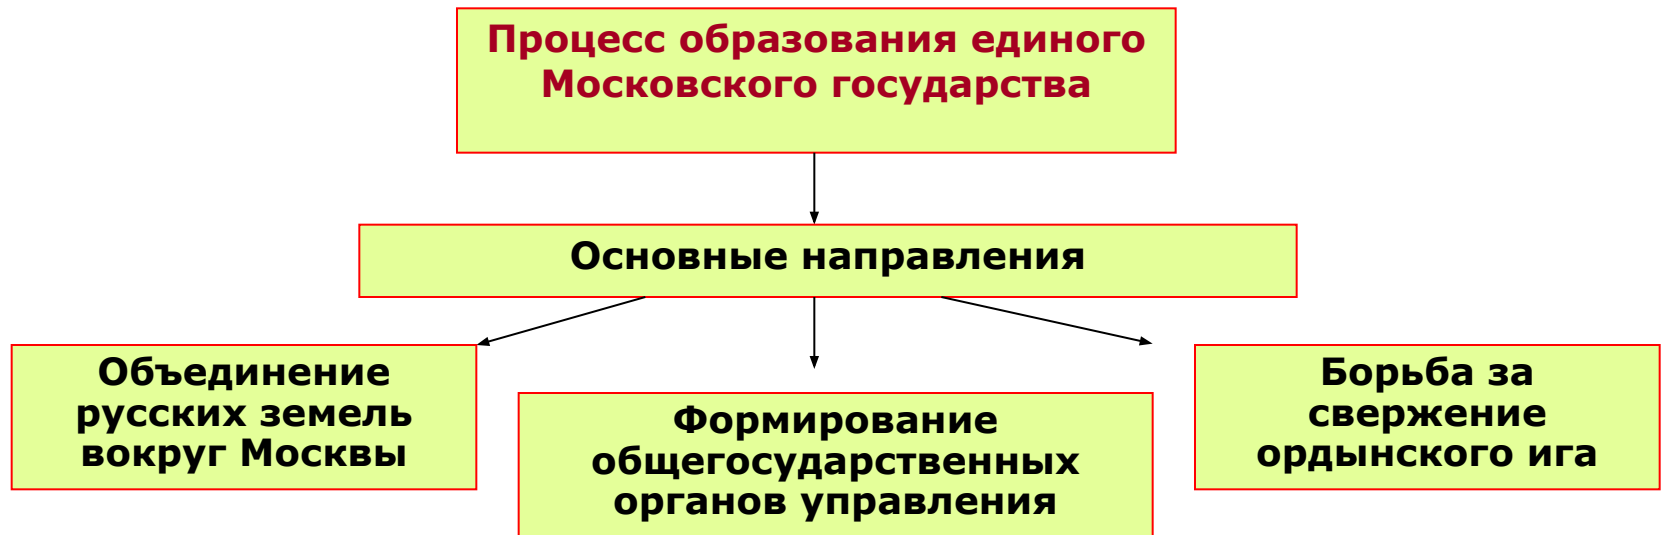 Процесс образования единого
Московского государства
Основные направления
Объединение
русских земель
вокруг Москвы
Формирование
общегосударственных
органов управления
Борьба за
свержение
ордынского ига